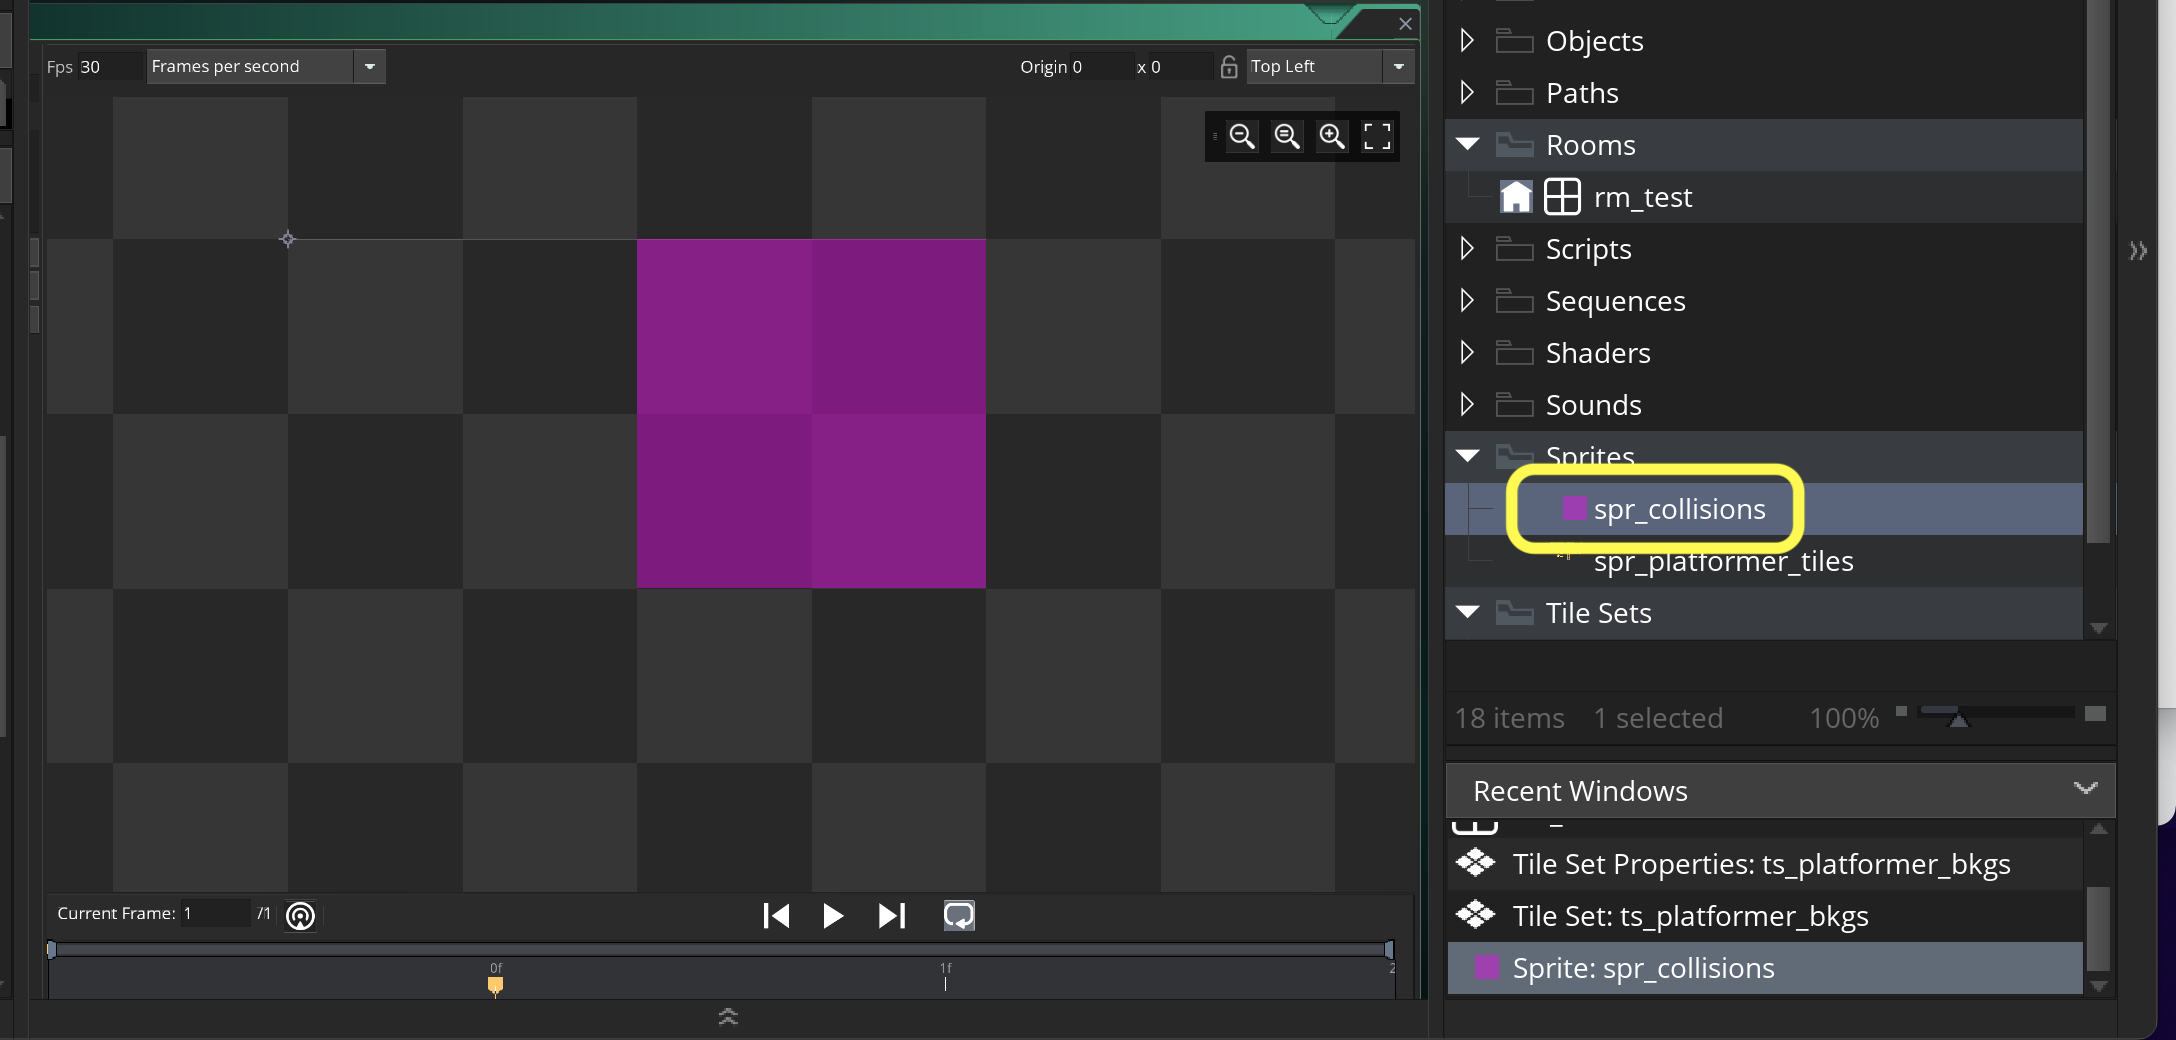 Fps 30 Frames per second Origin 0 x 0 Top Left
Current Frame: 1 /1
0f 1f 2
Objects
Paths
Rooms
rm_test
Scripts
Sequences
Shaders
Sounds
Sprites
spr_collisions
spr_platformer_tiles
Tile Sets
18 items 1 selected 100%
Recent Windows
Tile Set Properties: ts_platformer_bkgs
Tile Set: ts_platformer_bkgs
Sprite: spr_collisions